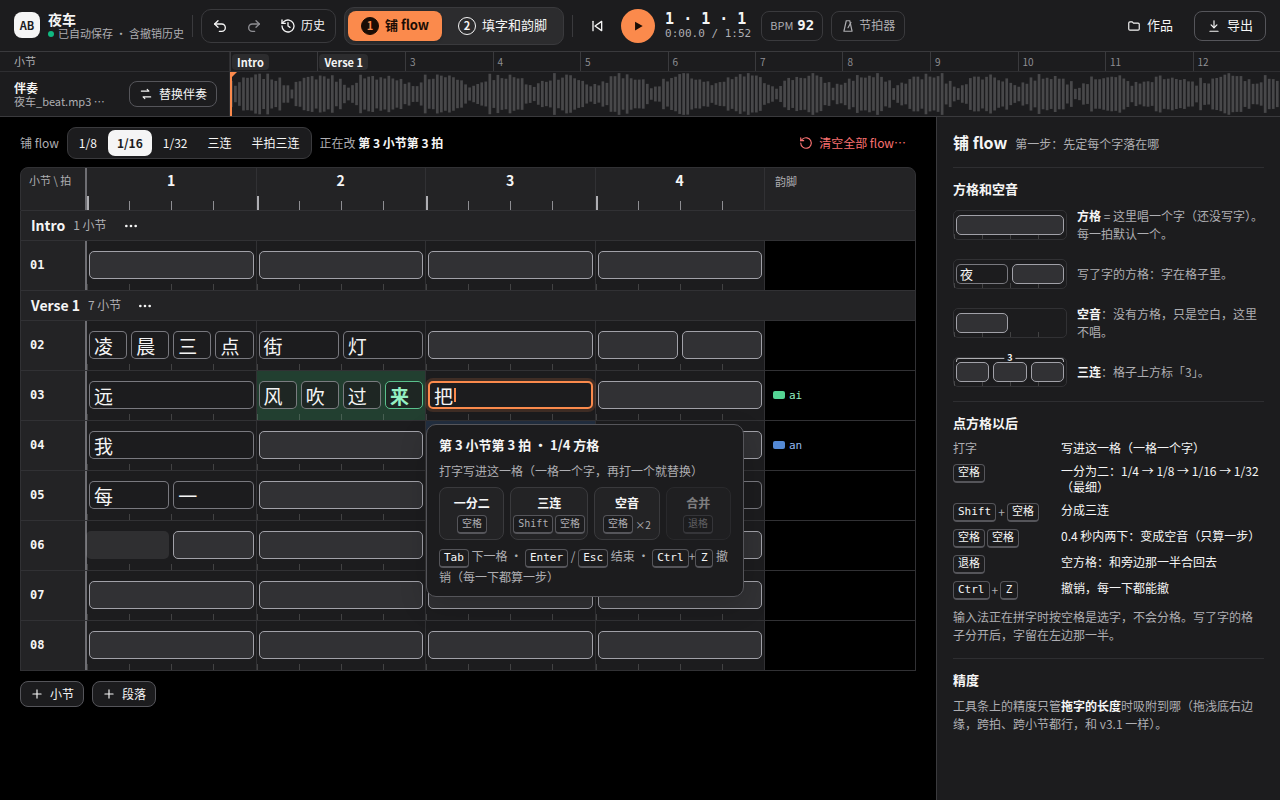 AB
夜车
已自动保存 · 含撤销历史
历史
1 铺 flow
2 填字和韵脚
1 · 1 · 1
0:00.0 / 1:52
BPM 92
节拍器
作品
导出
小节
Intro
Verse 1
3
4
5
6
7
8
9
10
11
12
伴奏
夜车_beat.mp3 ···
替换伴奏
铺 flow
1/8
1/16
1/32
三连
半拍三连
正在改 第 3 小节第 3 拍
清空全部 flow···
小节 \ 拍
1
2
3
4
韵脚
Intro 1 小节 ···
01
Verse 1 7 小节 ···
02
凌 晨 三 点 街 灯
03
远 风 吹 过 来 把
ai
04
我
an
05
每 一
06
07
08
第 3 小节第 3 拍 · 1/4 方格
打字写进这一格（一格一个字，再打一个就替换）
一分二
空格
三连
Shift 空格
空音
空格 ×2
合并
退格
Tab 下一格 · Enter / Esc 结束 · Ctrl+Z 撤
销（每一下都算一步）
小节
段落
铺 flow 第一步：先定每个字落在哪
方格和空音
方格 = 这里唱一个字（还没写字）。
每一拍默认一个。
夜
写了字的方格：字在格子里。
空音：没有方格，只是空白，这里
不唱。
3
三连：格子上方标「3」。
点方格以后
打字 写进这一格（一格一个字）
空格 一分为二：1/4 → 1/8 → 1/16 → 1/32
（最细）
Shift+空格 分成三连
空格 空格 0.4 秒内两下：变成空音（只算一步）
退格 空方格：和旁边那一半合回去
Ctrl+Z 撤销，每一下都能撤
输入法正在拼字时按空格是选字，不会分格。写了字的格
子分开后，字留在左边那一半。
精度
工具条上的精度只管拖字的长度时吸附到哪（拖浅底右边
缘，跨拍、跨小节都行，和 v3.1 一样）。